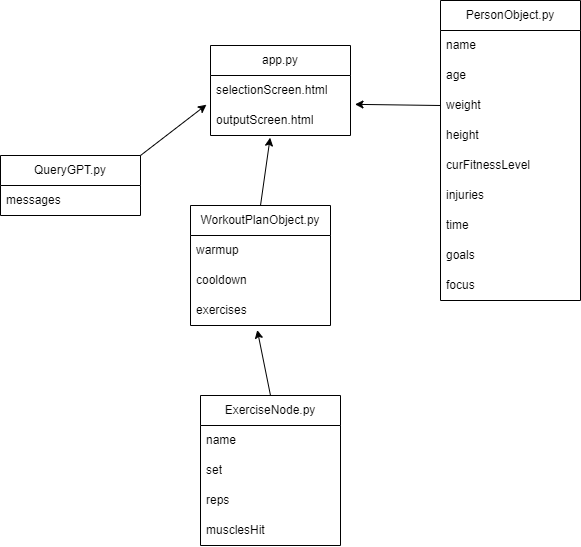 PersonObject.py
name
age
weight
height
curFitnessLevel
injuries
time
goals
focus
app.py
selectionScreen.html
outputScreen.html
QueryGPT.py
messages
WorkoutPlanObject.py
warmup
cooldown
exercises
ExerciseNode.py
name
set
reps
musclesHit